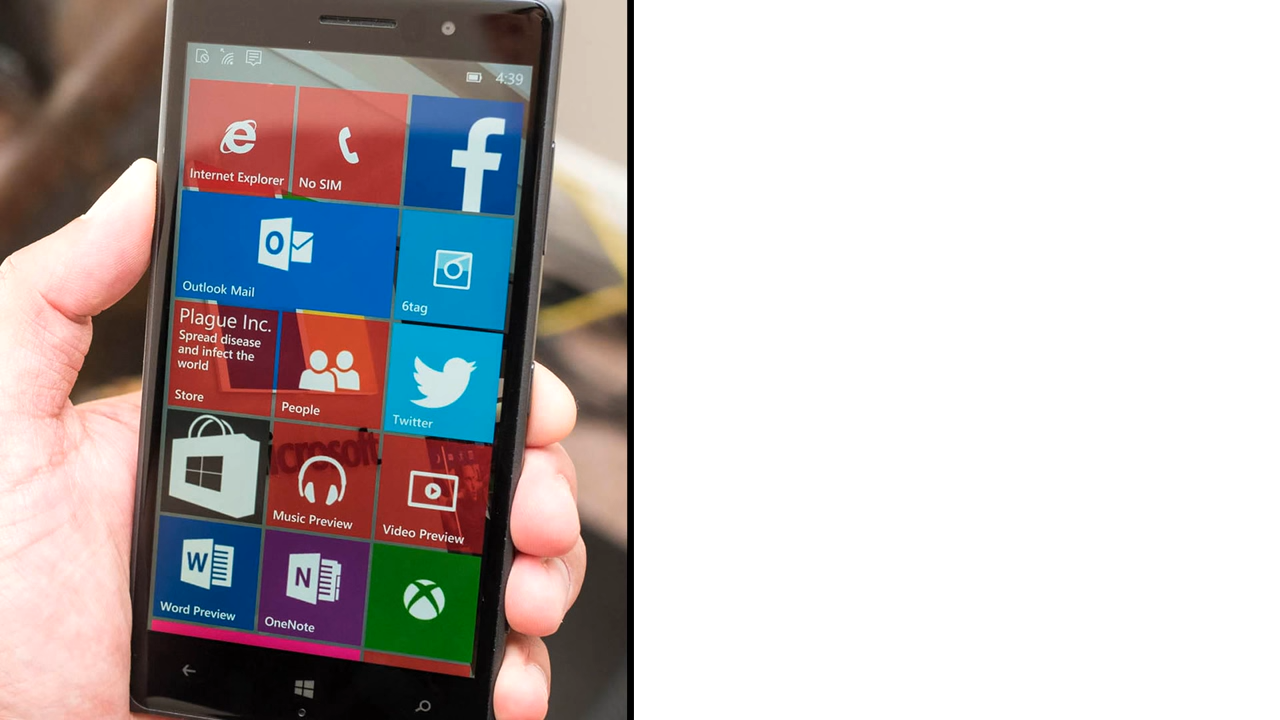 4:39
Internet Explorer
No SIM
f
Outlook Mail
O
6tag
Plague Inc.
Spread disease
and infect the
world
Store
People
Twitter
Microsoft
Music Preview
Video Preview
W
Word Preview
N
OneNote